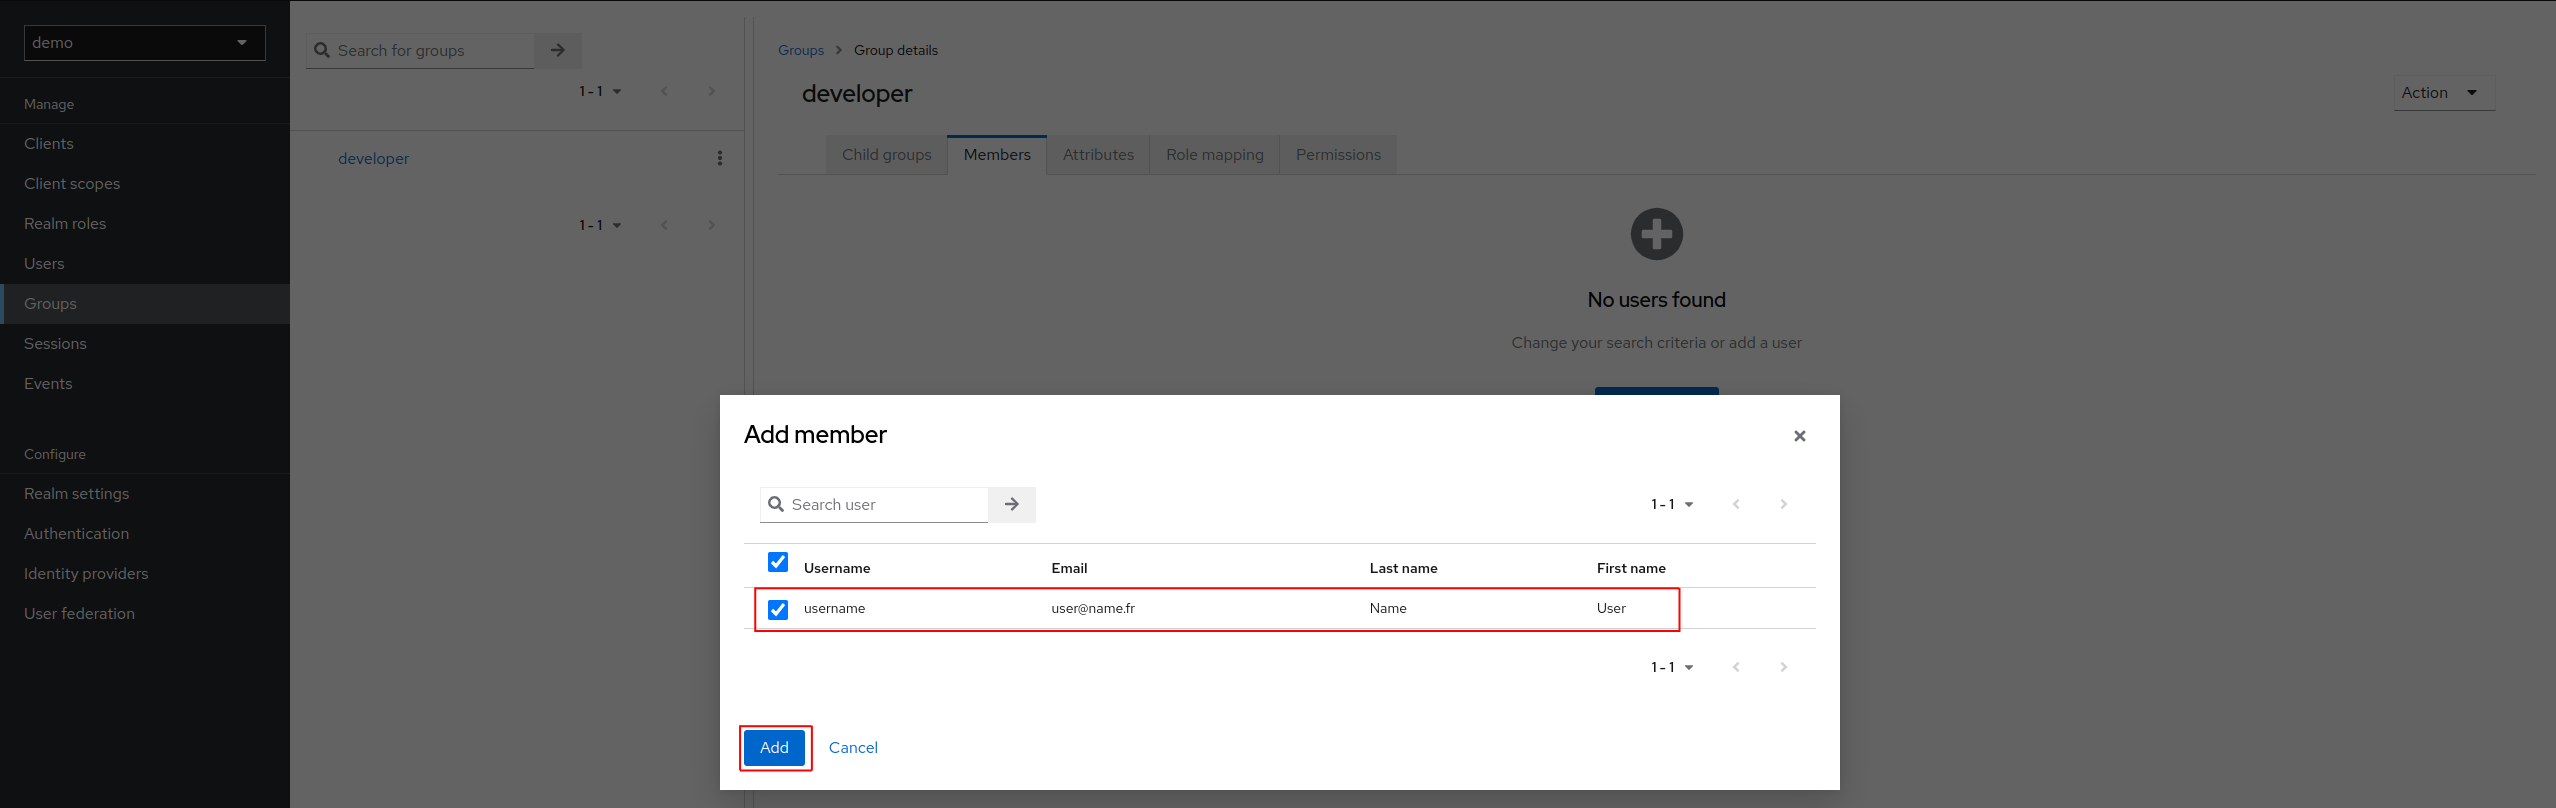 demo
Manage
Clients
Client scopes
Realm roles
Users
Groups
Sessions
Events
Configure
Realm settings
Authentication
Identity providers
User federation
Search for groups
1 - 1
developer
1 - 1
Groups > Group details
developer
Action
Child groups Members Attributes Role mapping Permissions
No users found
Change your search criteria or add a user
Add member
Search user
1 - 1
Username Email Last name First name
username user@name.fr Name User
1 - 1
Add Cancel